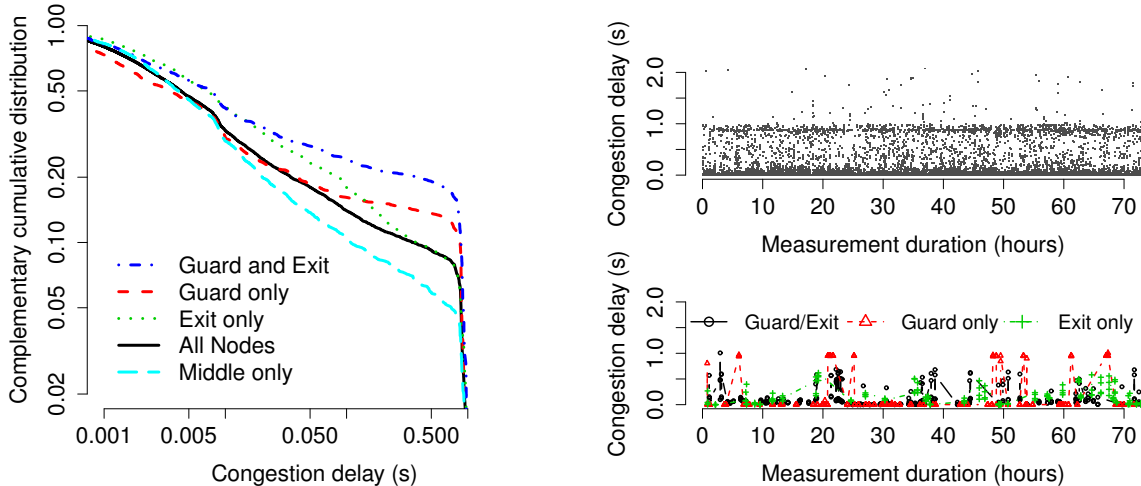 Complementary cumulative distribution
1.00
0.50
0.20
0.10
0.05
0.02
Guard and Exit
Guard only
Exit only
All Nodes
Middle only
0.001 0.005 0.050 0.500
Congestion delay (s)
Congestion delay (s)
2.0
1.0
0.0
0 10 20 30 40 50 60 70
Measurement duration (hours)
Congestion delay (s)
2.0
1.0
0.0
Guard/Exit Guard only Exit only
0 10 20 30 40 50 60 70
Measurement duration (hours)